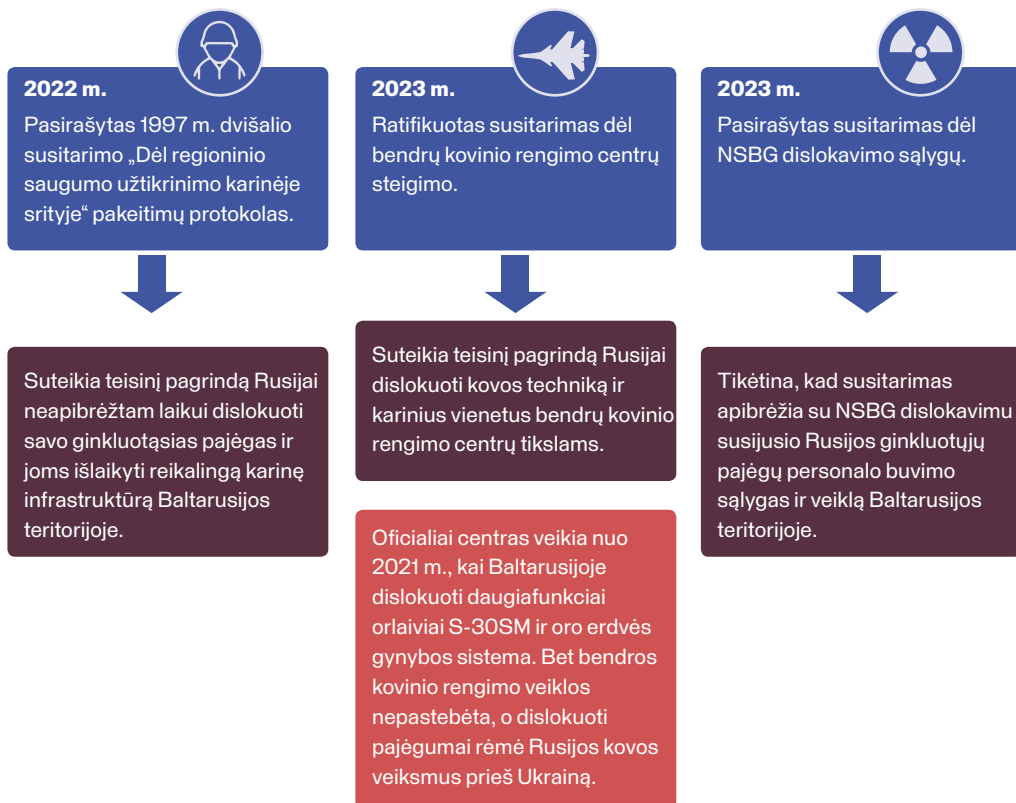 2022 m.
Pasirašytas 1997 m. dvišalio
susitarimo „Dėl regioninio
saugumo užtikrinimo karinėje
srityje“ pakeitimų protokolas.
Suteikia teisinį pagrindą Rusijai
neapibrėžtam laikui dislokuoti
savo ginkluotąsias pajėgas ir
joms išlaikyti reikalingą karinę
infrastruktūrą Baltarusijos
teritorijoje.
2023 m.
Ratifikuotas susitarimas dėl
bendrų kovinio rengimo centrų
steigimo.
Suteikia teisinį pagrindą Rusijai
dislokuoti kovos techniką ir
karinius vienetus bendrų kovinio
rengimo centrų tikslams.
Oficialiai centras veikia nuo
2021 m., kai Baltarusijoje
dislokuoti daugiafunkciai
orlaiviai S-30SM ir oro erdvės
gynybos sistema. Bet bendros
kovinio rengimo veiklos
nepastebėta, o dislokuoti
pajėgumai rėmė Rusijos kovos
veiksmus prieš Ukrainą.
2023 m.
Pasirašytas susitarimas dėl
NSBG dislokavimo sąlygų.
Tikėtina, kad susitarimas
apibrėžia su NSBG dislokavimu
susijusio Rusijos ginkluotųjų
pajėgų personalo buvimo
sąlygas ir veiklą Baltarusijos
teritorijoje.